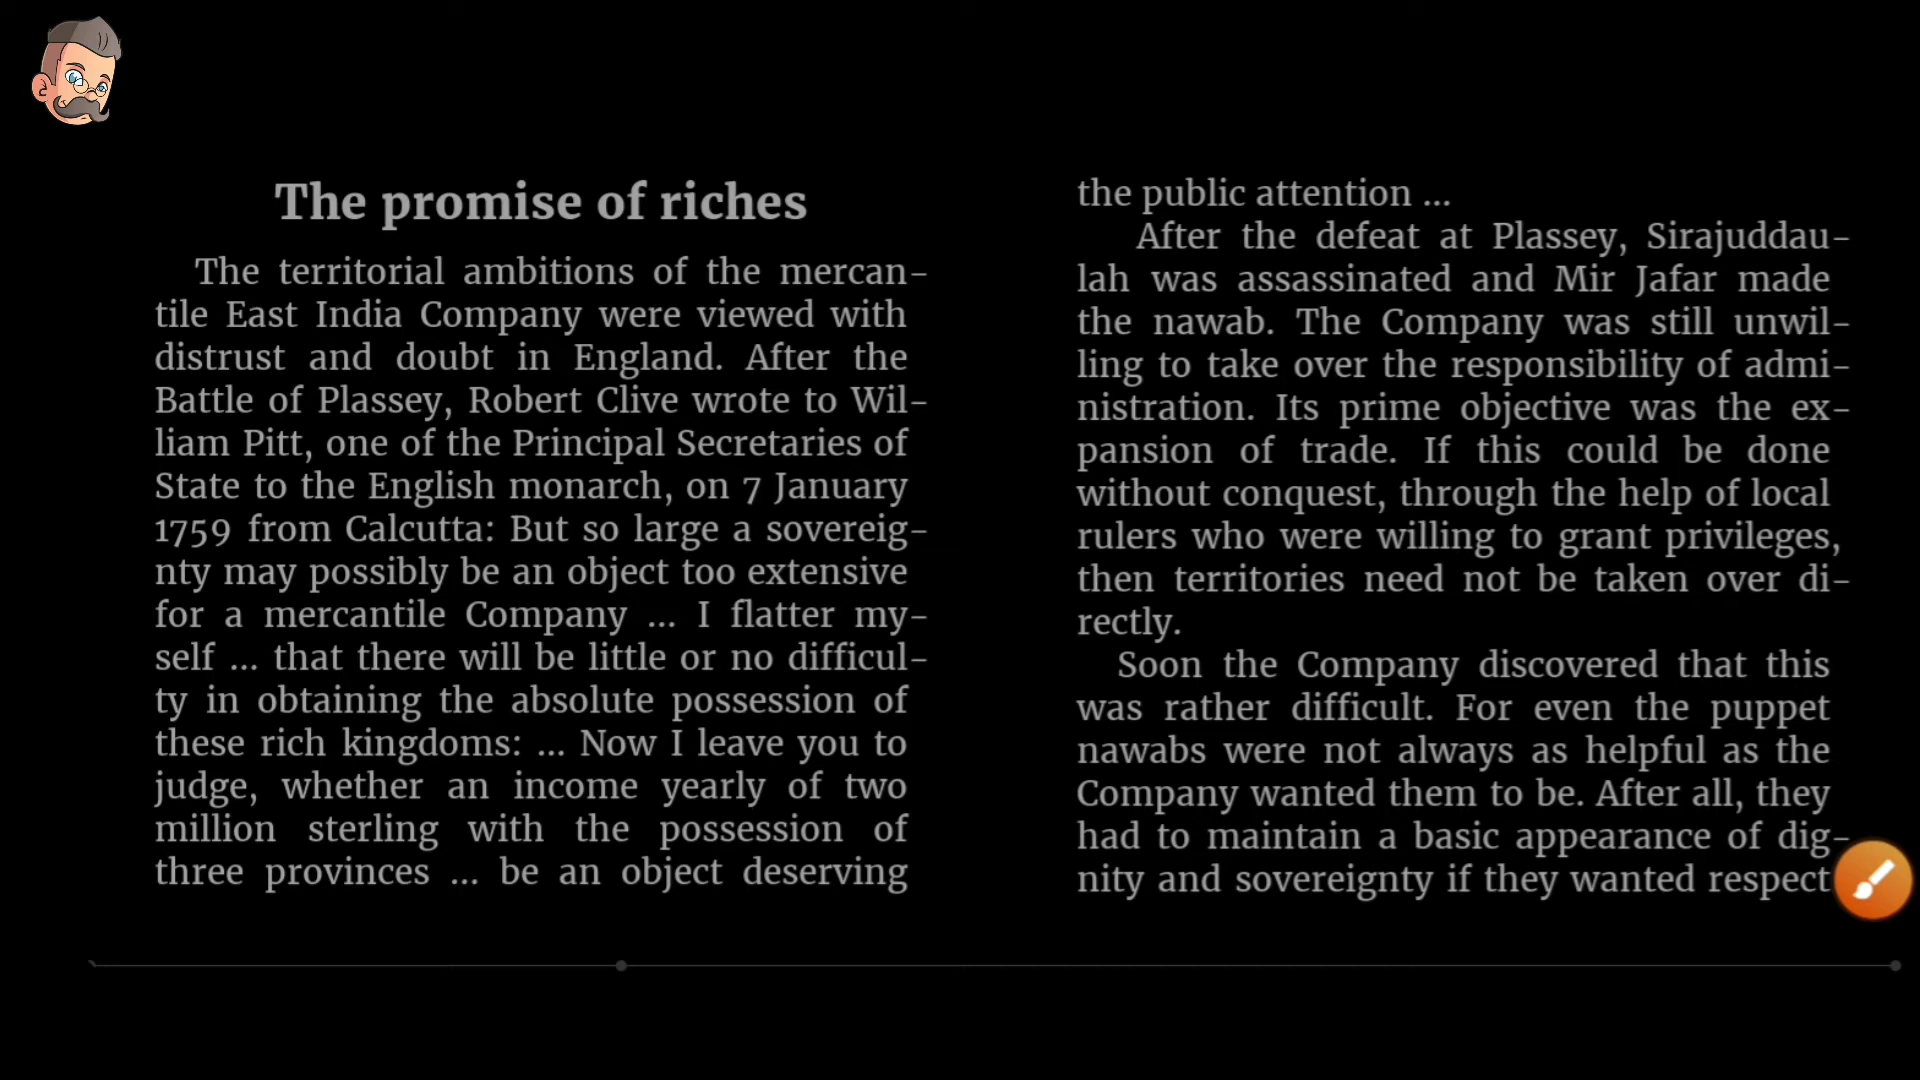 The promise of riches
The territorial ambitions of the mercan-
tile East India Company were viewed with
distrust and doubt in England. After the
Battle of Plassey, Robert Clive wrote to Wil-
liam Pitt, one of the Principal Secretaries of
State to the English monarch, on 7 January
1759 from Calcutta: But so large a sovereig-
nty may possibly be an object too extensive
for a mercantile Company ... I flatter my-
self ... that there will be little or no difficul-
ty in obtaining the absolute possession of
these rich kingdoms: ... Now I leave you to
judge, whether an income yearly of two
million sterling with the possession of
three provinces ... be an object deserving
the public attention ...
After the defeat at Plassey, Sirajuddau-
lah was assassinated and Mir Jafar made
the nawab. The Company was still unwil-
ling to take over the responsibility of admi-
nistration. Its prime objective was the ex-
pansion of trade. If this could be done
without conquest, through the help of local
rulers who were willing to grant privileges,
then territories need not be taken over di-
rectly.
Soon the Company discovered that this
was rather difficult. For even the puppet
nawabs were not always as helpful as the
Company wanted them to be. After all, they
had to maintain a basic appearance of dig-
nity and sovereignty if they wanted respect